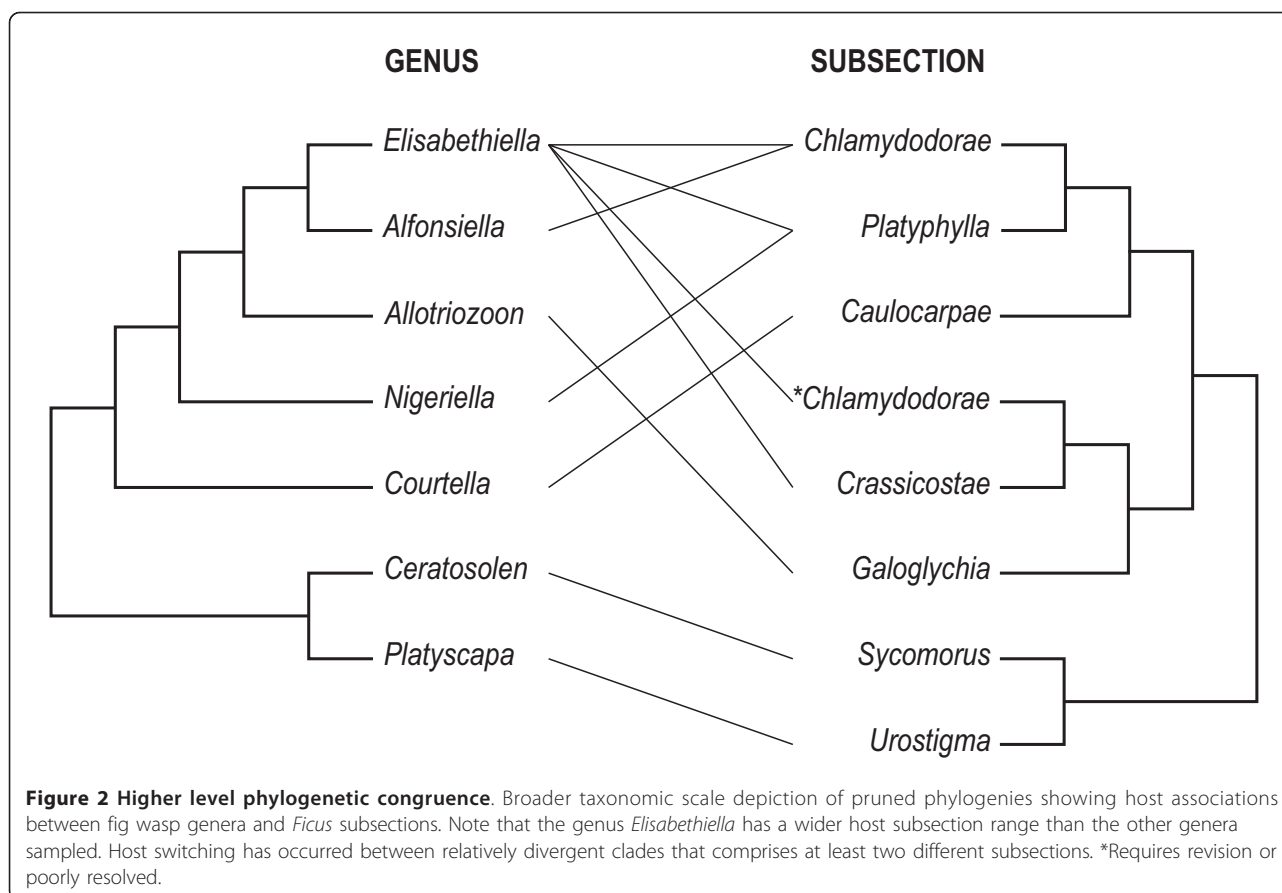 GENUS SUBSECTION
Elisabethiella Chlamydodorae
Alfonsiella Platyphylla
Allotriozoon Caulocarpae
Nigeriella *Chlamydodorae
Courtella Crassicostae
Ceratosolen Galoglychia
Platyscapa Sycomorus
Urostigma
Figure 2 Higher level phylogenetic congruence. Broader taxonomic scale depiction of pruned phylogenies showing host associations
between fig wasp genera and Ficus subsections. Note that the genus Elisabethiella has a wider host subsection range than the other genera
sampled. Host switching has occurred between relatively divergent clades that comprises at least two different subsections. *Requires revision or
poorly resolved.